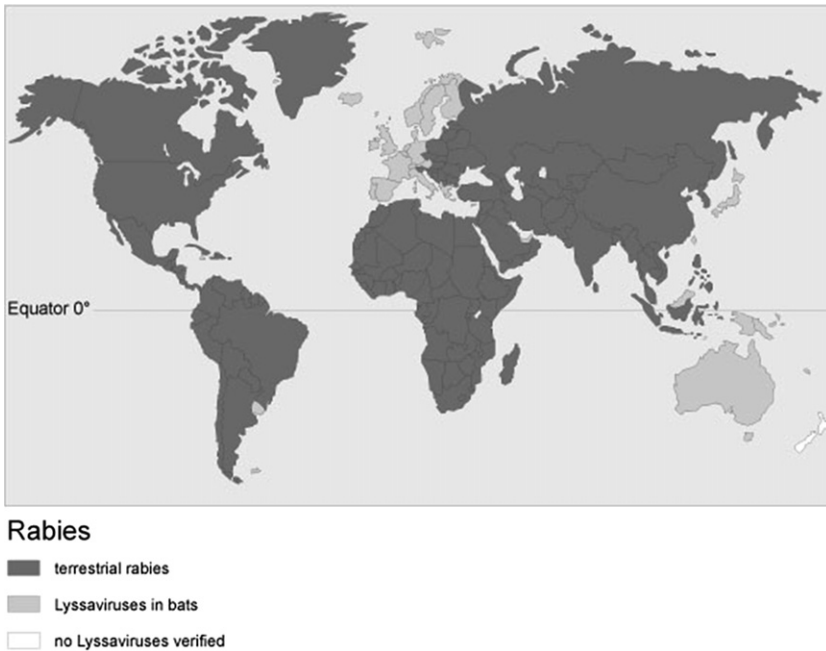 Equator 0°
Rabies
terrestrial rabies
Lyssaviruses in bats
no Lyssaviruses verified